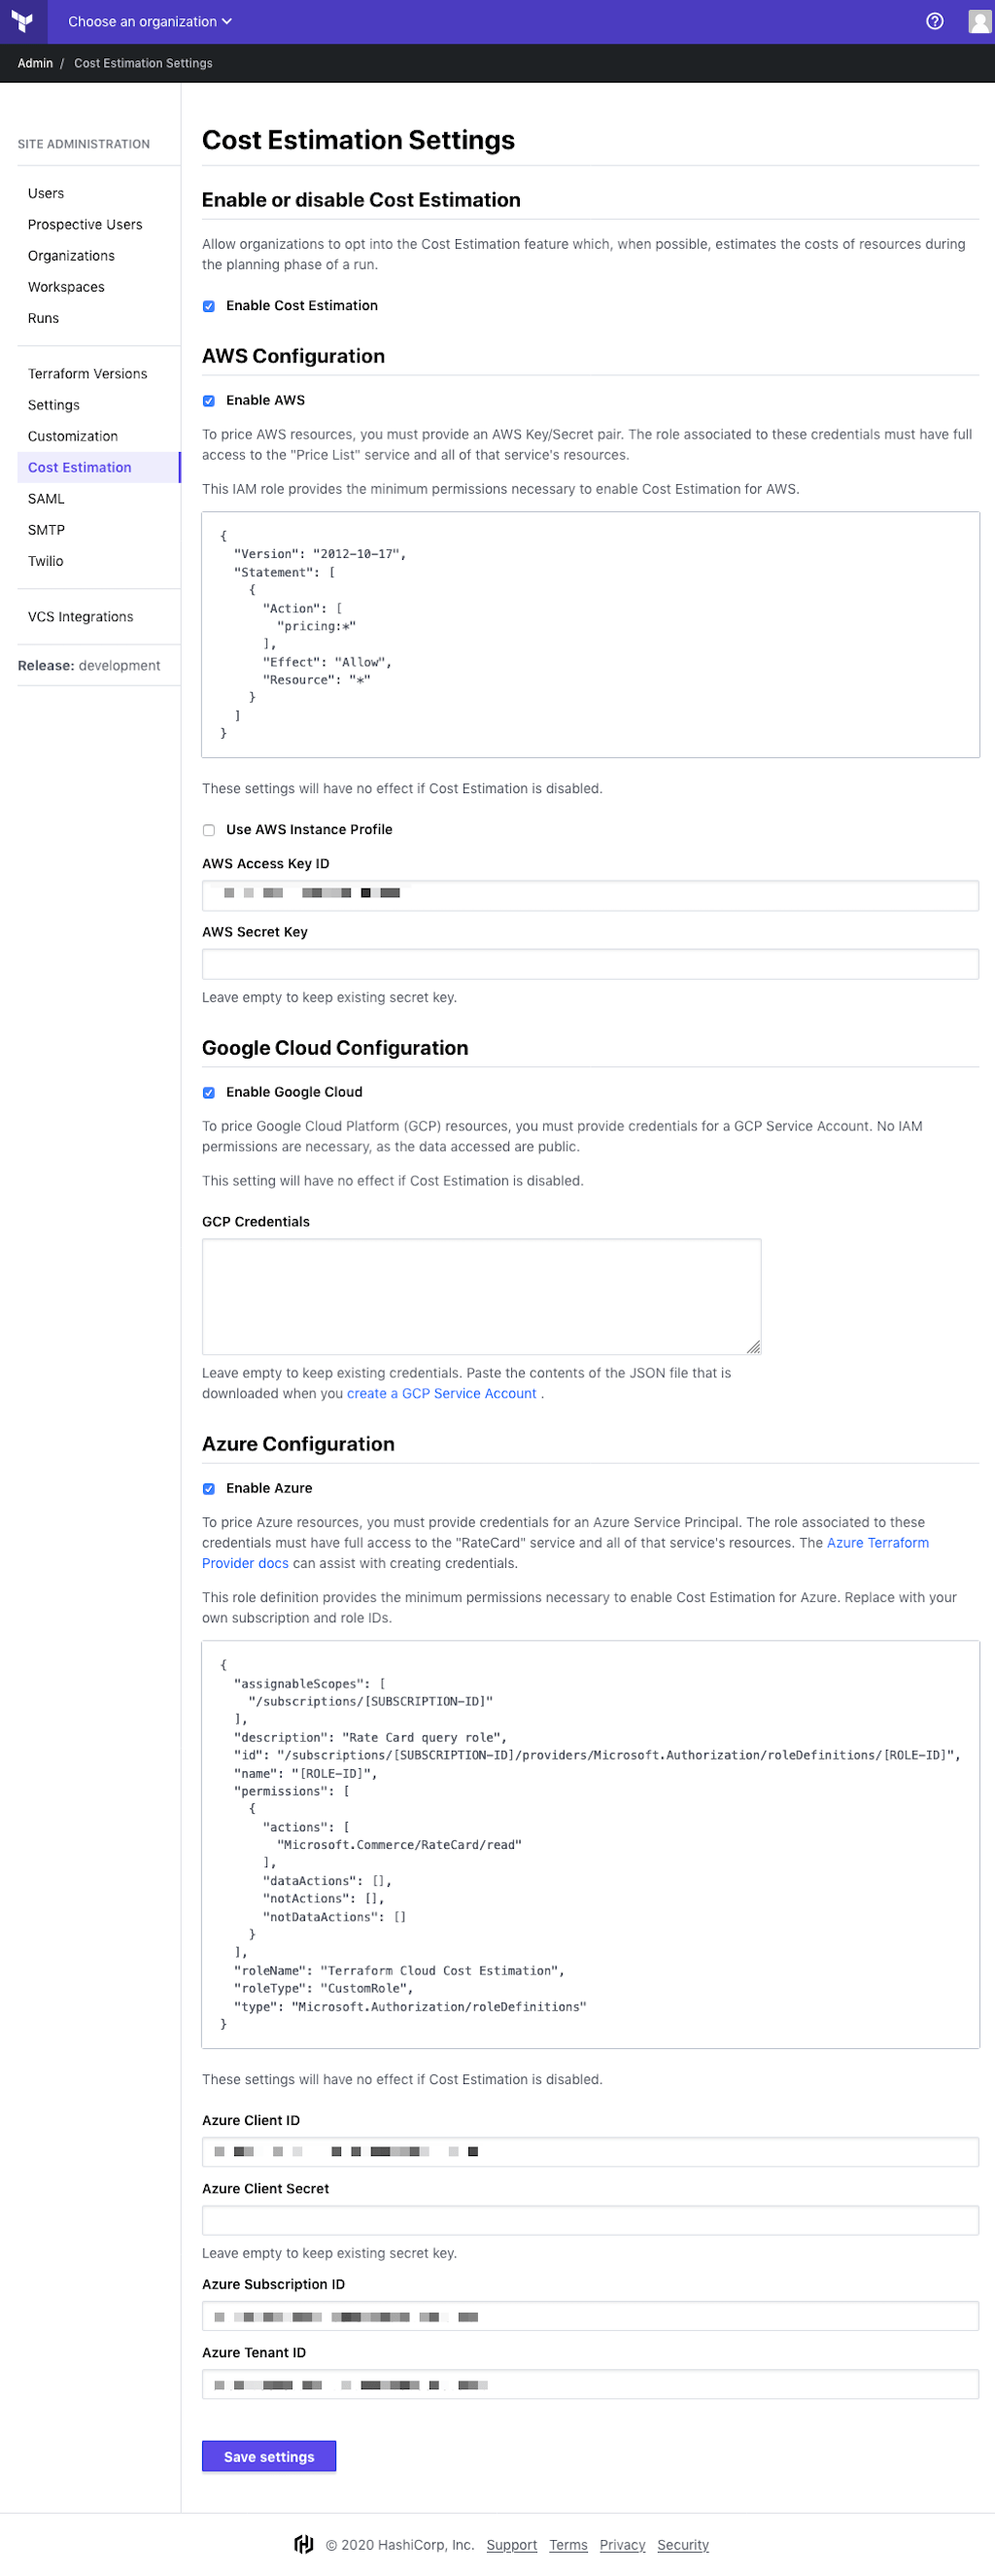 Choose an organization
Admin / Cost Estimation Settings
SITE ADMINISTRATION
Users
Prospective Users
Organizations
Workspaces
Runs
Terraform Versions
Settings
Customization
Cost Estimation
SAML
SMTP
Twilio
VCS Integrations
Release: development
Cost Estimation Settings
Enable or disable Cost Estimation
Allow organizations to opt into the Cost Estimation feature which, when possible, estimates the costs of resources during
the planning phase of a run.
Enable Cost Estimation
AWS Configuration
Enable AWS
To price AWS resources, you must provide an AWS Key/Secret pair. The role associated to these credentials must have full
access to the "Price List" service and all of that service's resources.
This IAM role provides the minimum permissions necessary to enable Cost Estimation for AWS.
{
"Version": "2012-10-17",
"Statement": [
{
"Action": [
"pricing:*"
],
"Effect": "Allow",
"Resource": "*"
}
]
}
These settings will have no effect if Cost Estimation is disabled.
Use AWS Instance Profile
AWS Access Key ID
AWS Secret Key
Leave empty to keep existing secret key.
Google Cloud Configuration
Enable Google Cloud
To price Google Cloud Platform (GCP) resources, you must provide credentials for a GCP Service Account. No IAM
permissions are necessary, as the data accessed are public.
This setting will have no effect if Cost Estimation is disabled.
GCP Credentials
Leave empty to keep existing credentials. Paste the contents of the JSON file that is
downloaded when you create a GCP Service Account .
Azure Configuration
Enable Azure
To price Azure resources, you must provide credentials for an Azure Service Principal. The role associated to these
credentials must have full access to the "RateCard" service and all of that service's resources. The Azure Terraform
Provider docs can assist with creating credentials.
This role definition provides the minimum permissions necessary to enable Cost Estimation for Azure. Replace with your
own subscription and role IDs.
{
"assignableScopes": [
"/subscriptions/[SUBSCRIPTION-ID]"
],
"description": "Rate Card query role",
"id": "/subscriptions/[SUBSCRIPTION-ID]/providers/Microsoft.Authorization/roleDefinitions/[ROLE-ID]",
"name": "[ROLE-ID]",
"permissions": [
{
"actions": [
"Microsoft.Commerce/RateCard/read"
],
"dataActions": [],
"notActions": [],
"notDataActions": []
}
],
"roleName": "Terraform Cloud Cost Estimation",
"roleType": "CustomRole",
"type": "Microsoft.Authorization/roleDefinitions"
}
These settings will have no effect if Cost Estimation is disabled.
Azure Client ID
Azure Client Secret
Leave empty to keep existing secret key.
Azure Subscription ID
Azure Tenant ID
Save settings
© 2020 HashiCorp, Inc. Support Terms Privacy Security